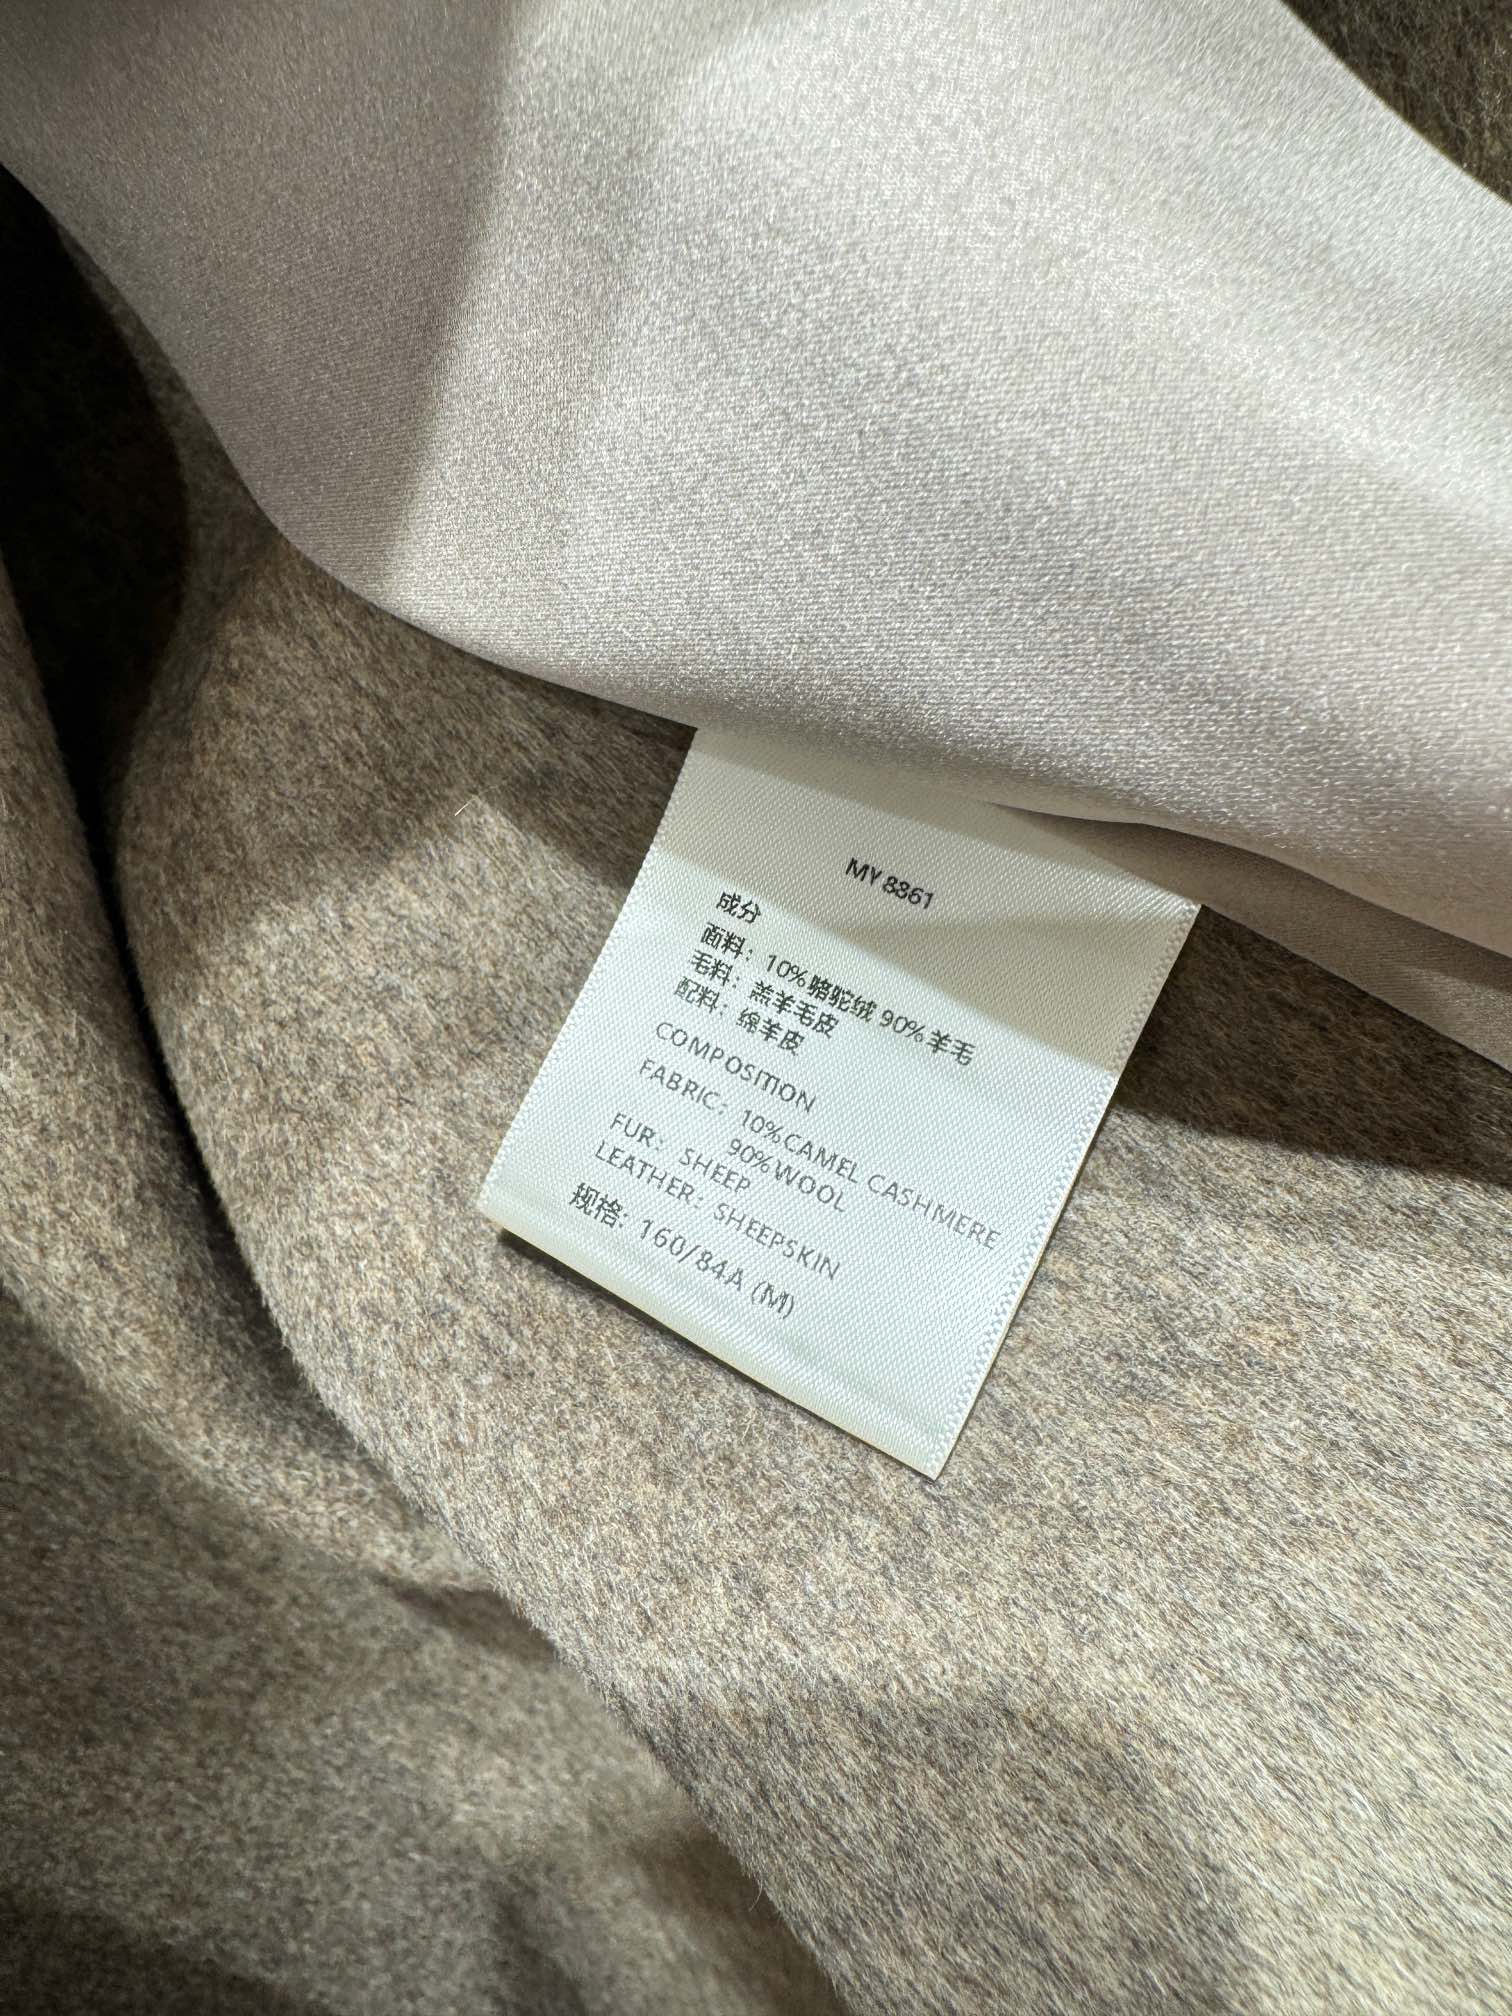 MY 8861
成分
面料：10%骆驼绒 90%羊毛
毛料：羔羊毛皮
配料：绵羊皮
COMPOSITION
FABRIC：10%CAMEL CASHMERE
90%WOOL
FUR：SHEEP
LEATHER：SHEEPSKIN
规格：160/84A (M)